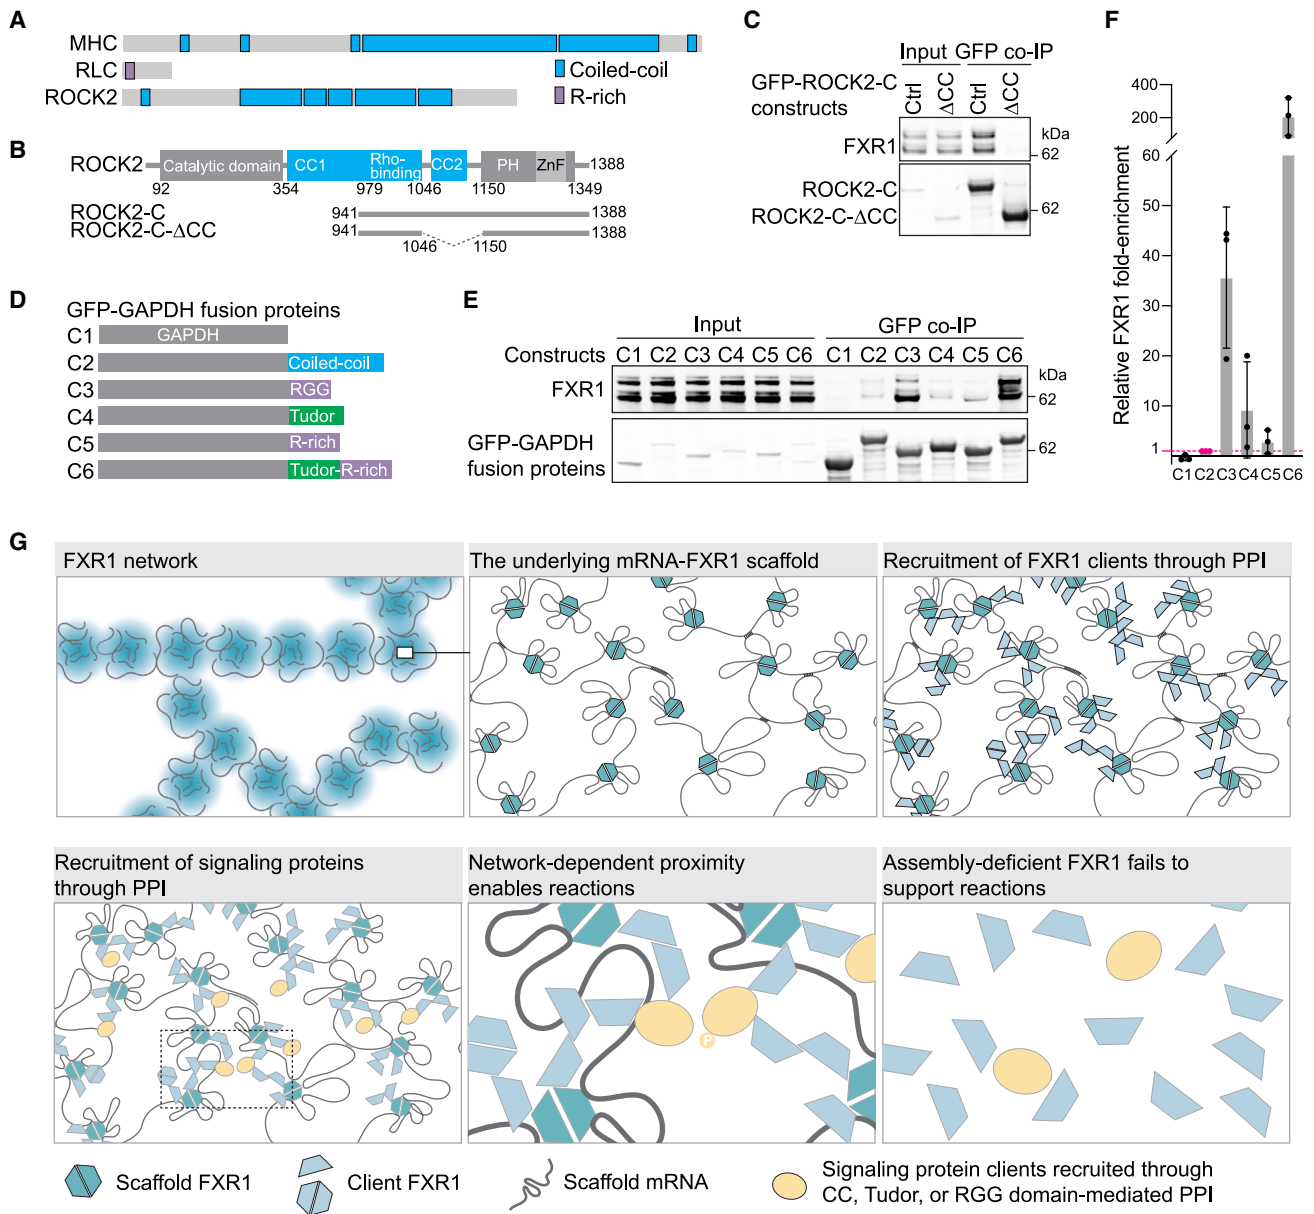 A
MHC
RLC
ROCK2
Coiled-coil
R-rich
B
ROCK2
Catalytic domain
CC1
Rho-
binding
CC2
PH
ZnF
1388
92
354
979
1046
1150
1349
ROCK2-C
941
1388
ROCK2-C-ΔCC
941
1388
1046
1150
C
Input
GFP co-IP
GFP-ROCK2-C
constructs
Ctrl
ΔCC
Ctrl
ΔCC
FXR1
kDa
62
ROCK2-C
ROCK2-C-ΔCC
62
D
GFP-GAPDH fusion proteins
C1
GAPDH
C2
Coiled-coil
C3
RGG
C4
Tudor
C5
R-rich
C6
Tudor-R-rich
E
Input
GFP co-IP
Constructs
C1 C2 C3 C4 C5 C6 C1 C2 C3 C4 C5 C6
FXR1
kDa
62
GFP-GAPDH
fusion proteins
62
F
Relative FXR1 fold-enrichment
400
200
60
50
40
30
20
10
1
C1 C2 C3 C4 C5 C6
G
FXR1 network
The underlying mRNA-FXR1 scaffold
Recruitment of FXR1 clients through PPI
Recruitment of signaling proteins
through PPI
Network-dependent proximity
enables reactions
P
Assembly-deficient FXR1 fails to
support reactions
Scaffold FXR1
Client FXR1
Scaffold mRNA
Signaling protein clients recruited through
CC, Tudor, or RGG domain-mediated PPI